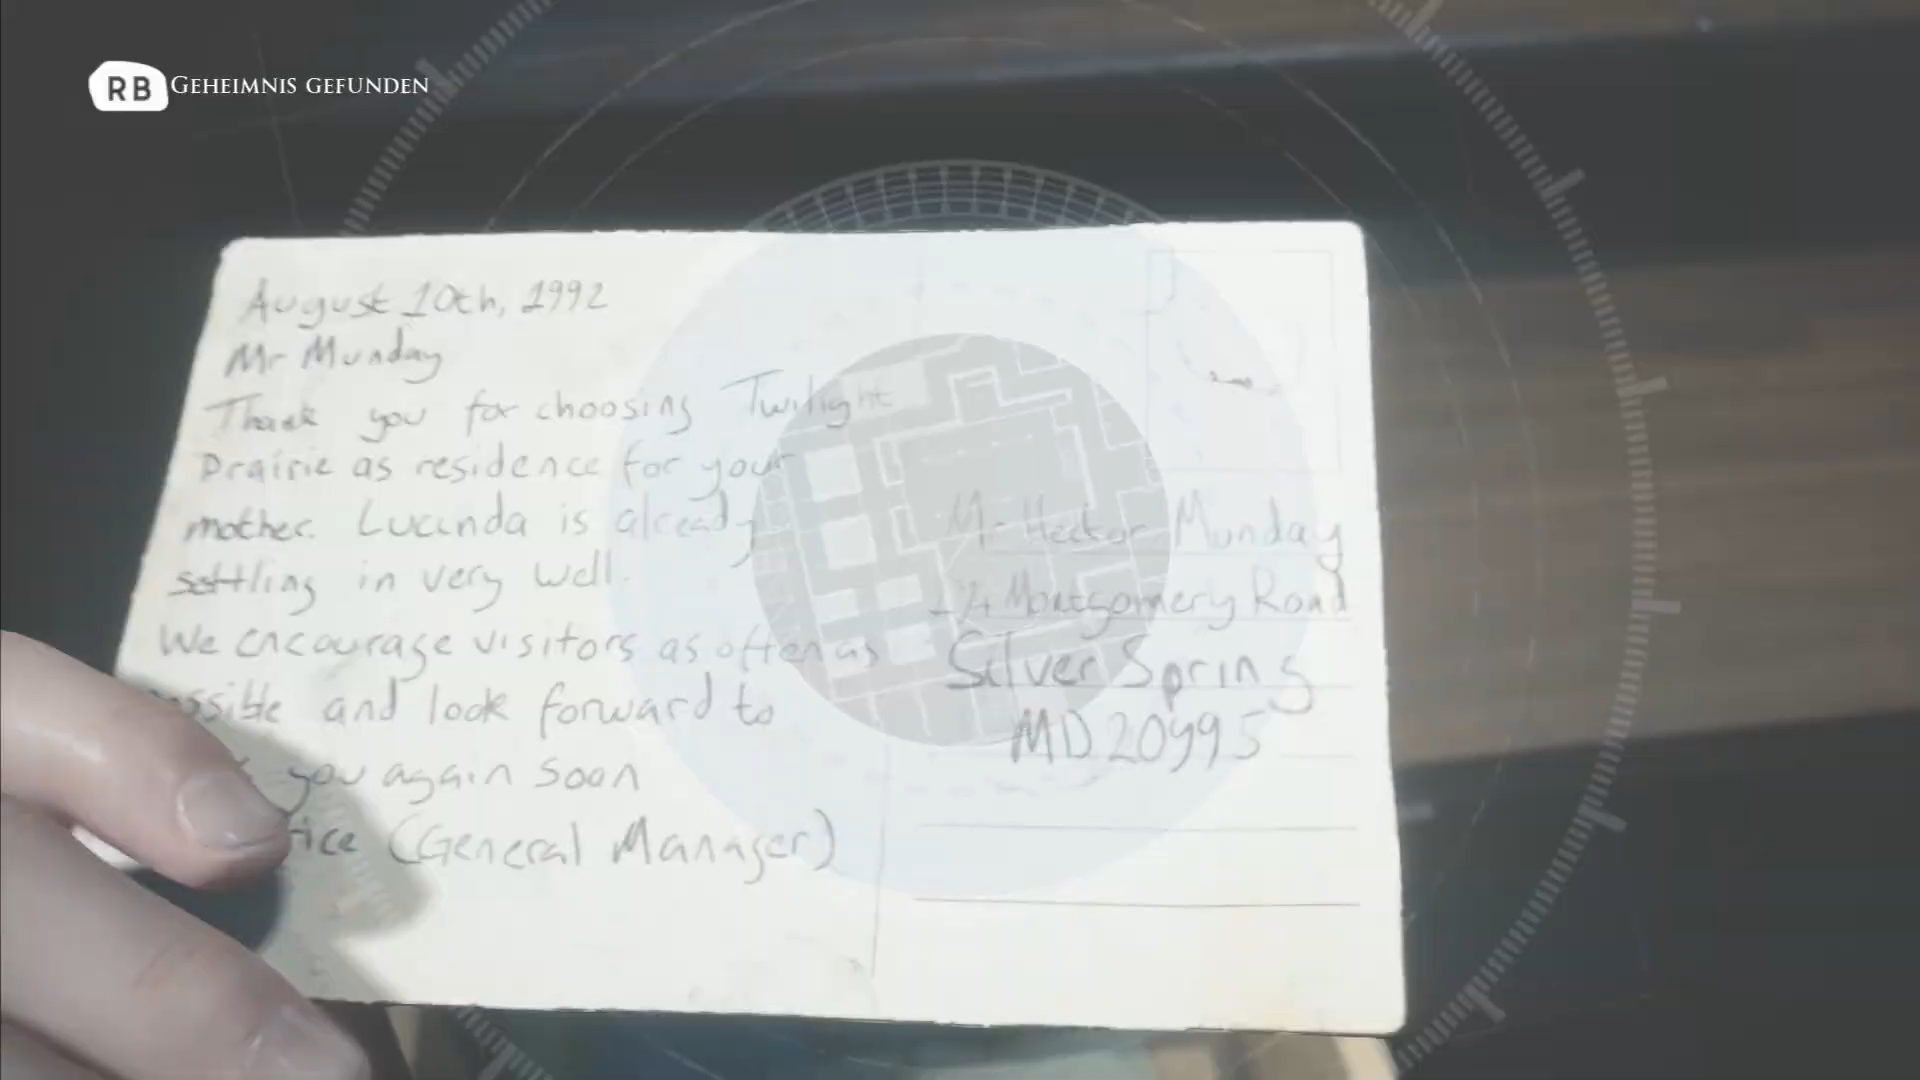 RB GEHEIMNIS GEFUNDEN
August 10th, 1992
Mr Munday
Thank you for choosing Twilight
Prairie as residence for your
mother. Lucinda is already
settling in very well.
We encourage visitors as often as
and look forward to
you again soon
(General Manager)
Mr Hector Munday
Montgomery Road
Silver Spring
MD